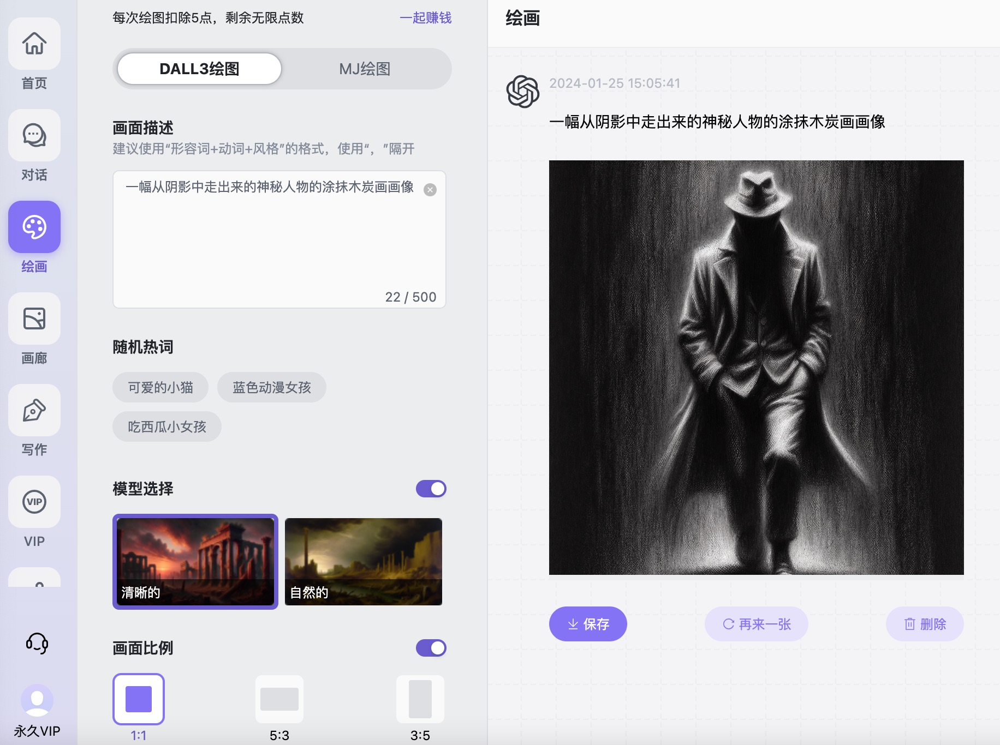 首页
对话
绘画
画廊
写作
VIP
VIP
永久VIP
每次绘图扣除5点，剩余无限点数
一起赚钱
DALL3绘图
MJ绘图
画面描述
建议使用“形容词+动词+风格”的格式，使用“，”隔开
一幅从阴影中走出来的神秘人物的涂抹木炭画画像
22 / 500
随机热词
可爱的小猫
蓝色动漫女孩
吃西瓜小女孩
模型选择
清晰的
自然的
画面比例
1:1
5:3
3:5
绘画
2024-01-25 15:05:41
一幅从阴影中走出来的神秘人物的涂抹木炭画画像
保存
再来一张
删除